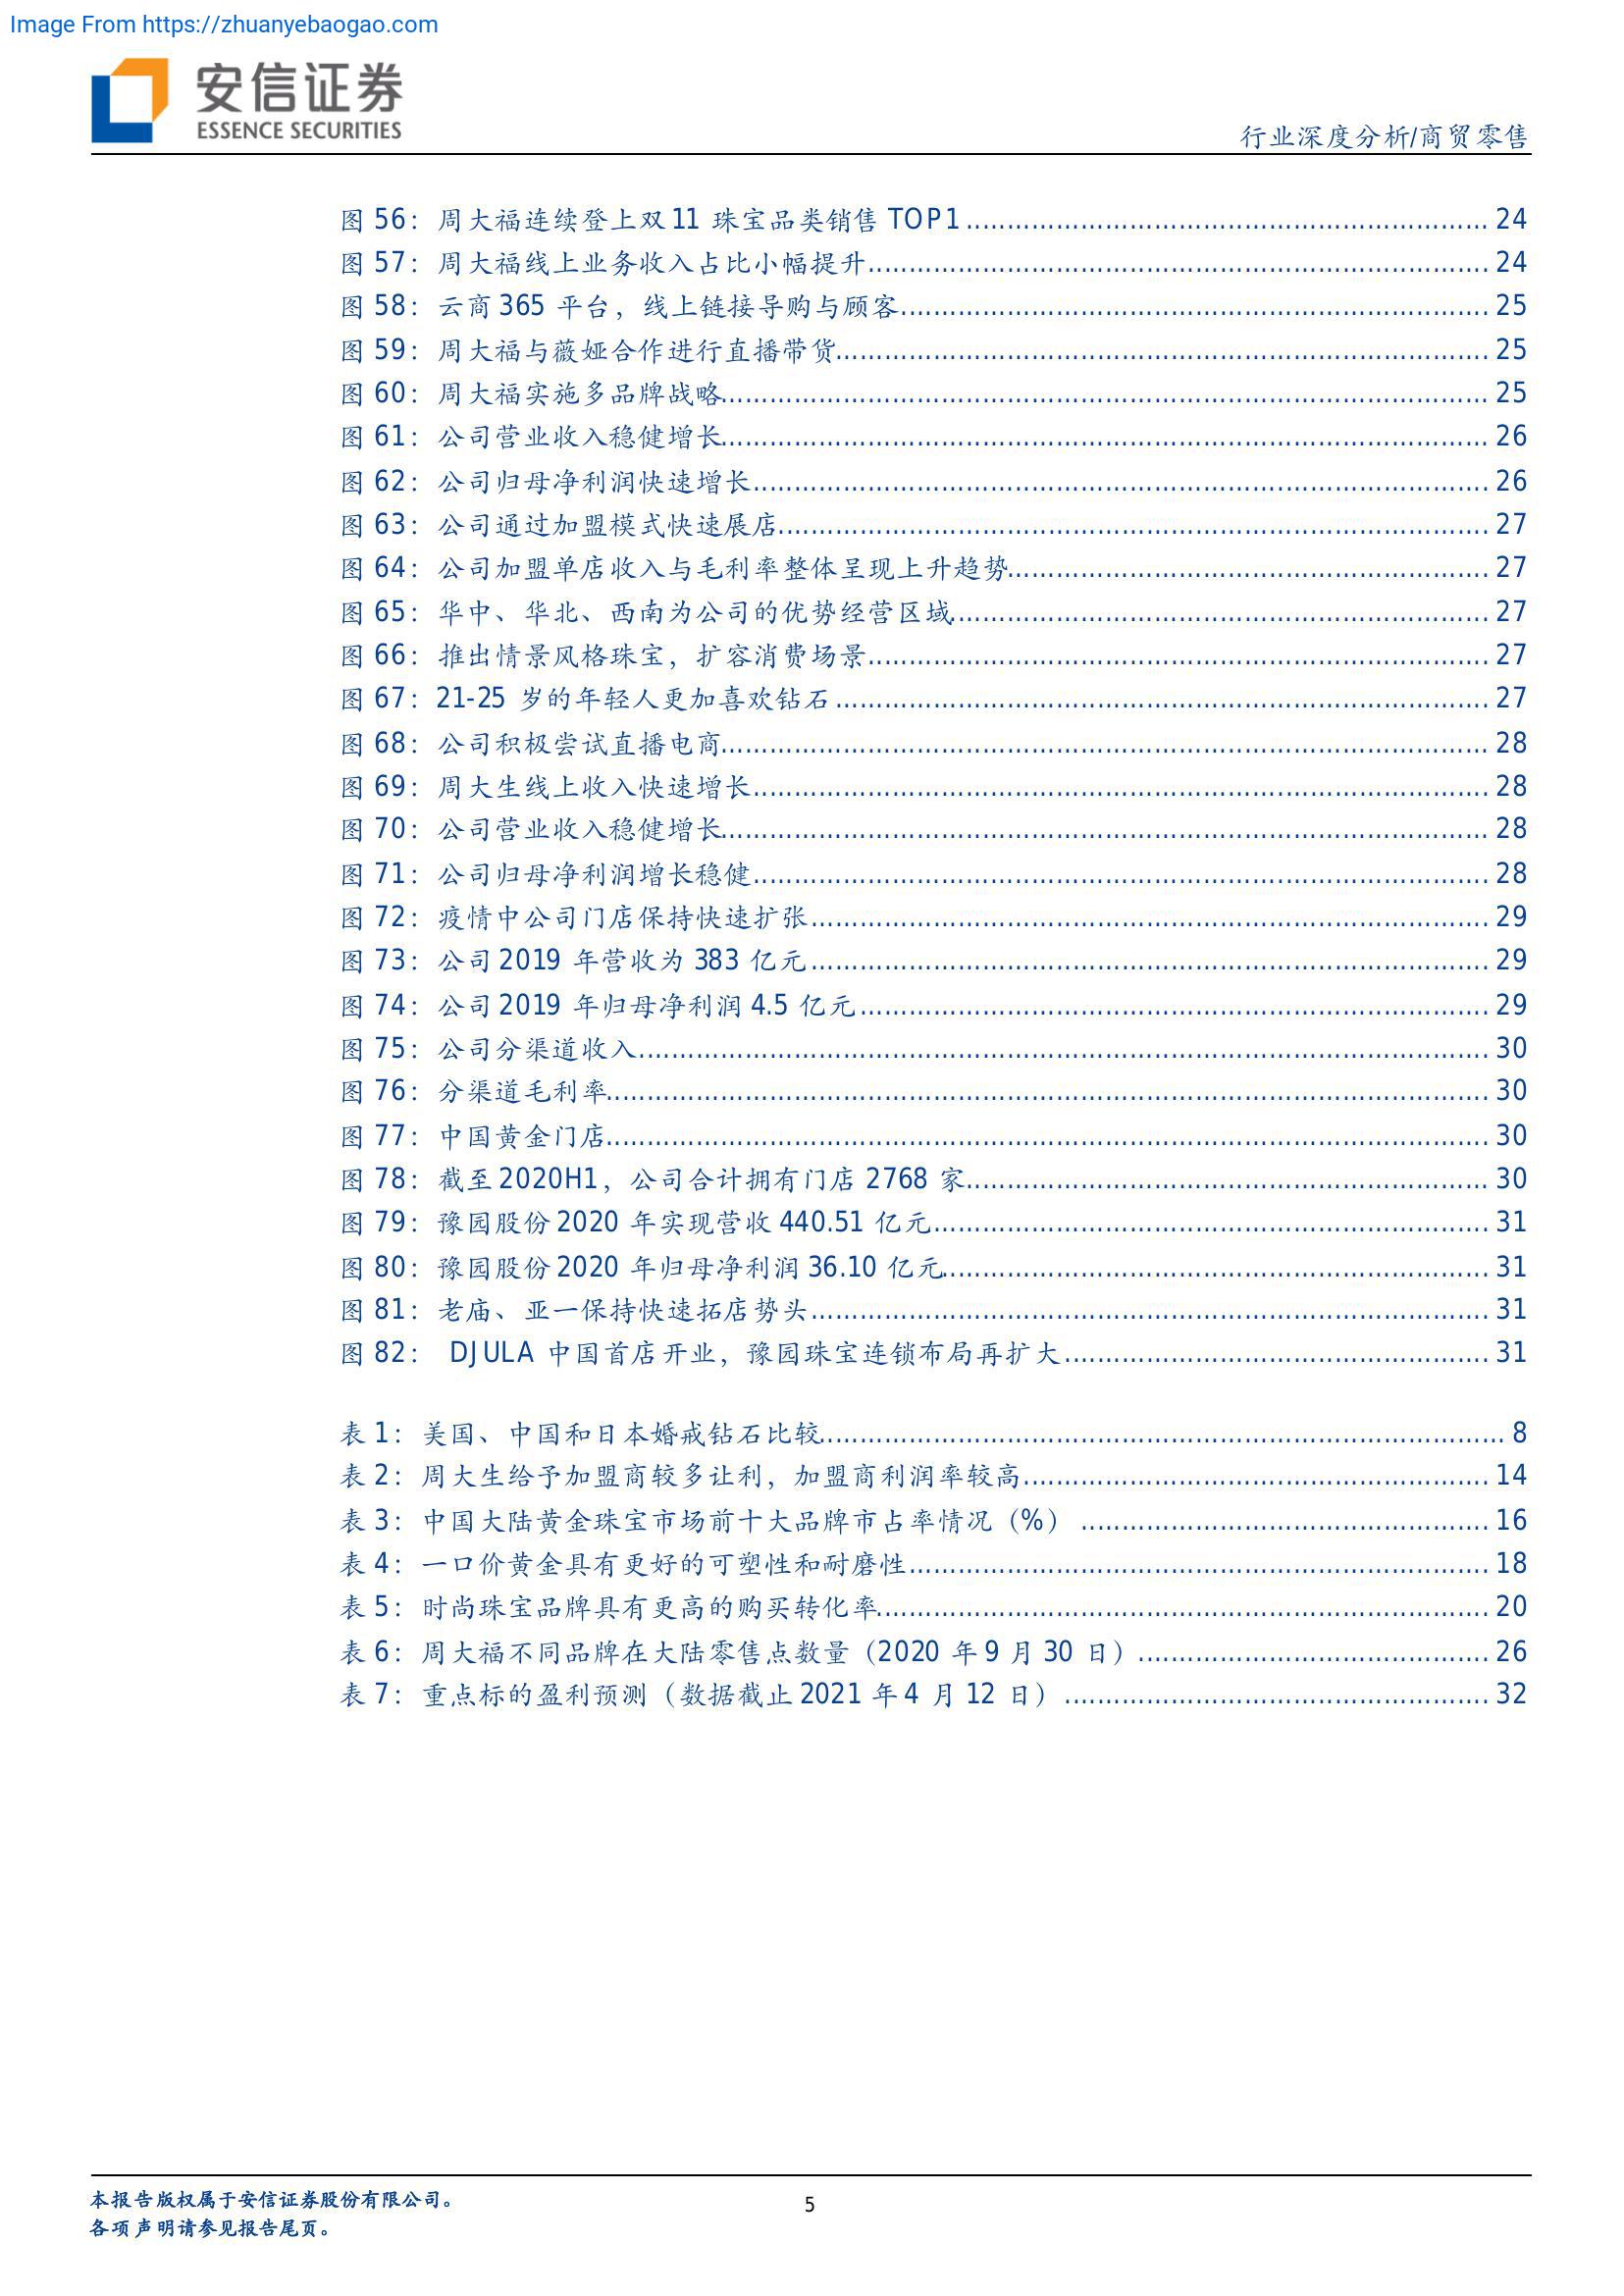 Image From https://zhuanyebaogao.com
安信证券
ESSENCE SECURITIES
行业深度分析/商贸零售
图 56：周大福连续登上双 11 珠宝品类销售 TOP1 ........ 24
图 57：周大福线上业务收入占比小幅提升........ 24
图 58：云商 365 平台，线上链接导购与顾客........ 25
图 59：周大福与薇娅合作进行直播带货........ 25
图 60：周大福实施多品牌战略........ 25
图 61：公司营业收入稳健增长........ 26
图 62：公司归母净利润快速增长........ 26
图 63：公司通过加盟模式快速展店........ 27
图 64：公司加盟单店收入与毛利率整体呈现上升趋势........ 27
图 65：华中、华北、西南为公司的优势经营区域........ 27
图 66：推出情景风格珠宝，扩容消费场景........ 27
图 67：21-25 岁的年轻人更加喜欢钻石........ 27
图 68：公司积极尝试直播电商........ 28
图 69：周大生线上收入快速增长........ 28
图 70：公司营业收入稳健增长........ 28
图 71：公司归母净利润增长稳健........ 28
图 72：疫情中公司门店保持快速扩张........ 29
图 73：公司 2019 年营收为 383 亿元........ 29
图 74：公司 2019 年归母净利润 4.5 亿元........ 29
图 75：公司分渠道收入........ 30
图 76：分渠道毛利率........ 30
图 77：中国黄金门店........ 30
图 78：截至 2020H1，公司合计拥有门店 2768 家........ 30
图 79：豫园股份 2020 年实现营收 440.51 亿元........ 31
图 80：豫园股份 2020 年归母净利润 36.10 亿元........ 31
图 81：老庙、亚一保持快速拓店势头........ 31
图 82： DJULA 中国首店开业，豫园珠宝连锁布局再扩大........ 31
表 1：美国、中国和日本婚戒钻石比较........ 8
表 2：周大生给予加盟商较多让利，加盟商利润率较高........ 14
表 3：中国大陆黄金珠宝市场前十大品牌市占率情况（%） ........ 16
表 4：一口价黄金具有更好的可塑性和耐磨性........ 18
表 5：时尚珠宝品牌具有更高的购买转化率........ 20
表 6：周大福不同品牌在大陆零售点数量（2020 年 9 月 30 日）........ 26
表 7：重点标的盈利预测（数据截止 2021 年 4 月 12 日） ........ 32
本报告版权属于安信证券股份有限公司。
5
各项声明请参见报告尾页。